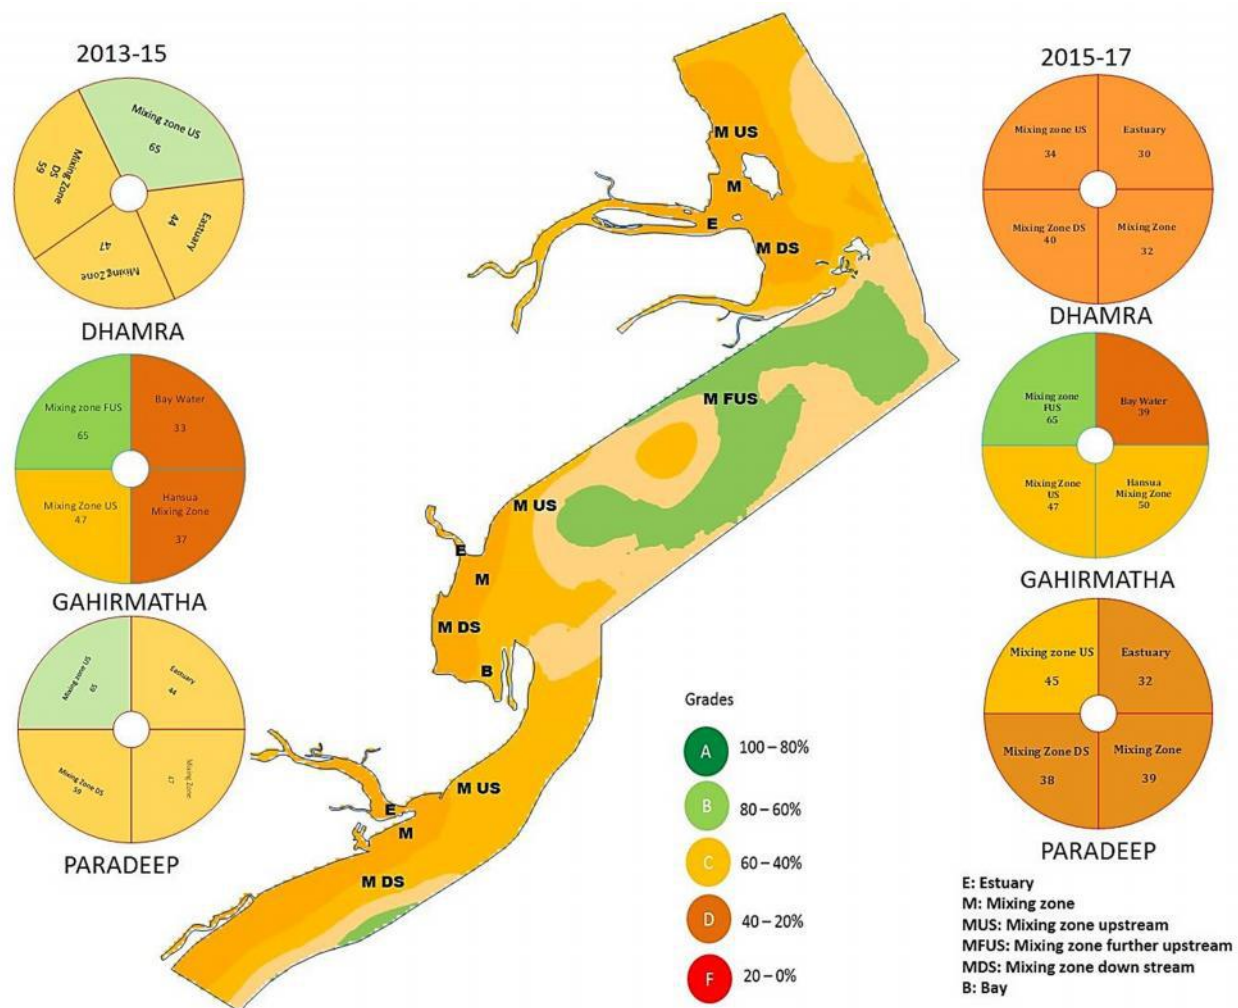 2013-15
Mixing zone US
65
Mixing Zone
DS
59
Eastuary
44
Mixing Zone
47
DHAMRA
Mixing zone FUS
65
Bay Water
33
Mixing Zone US
47
Hansua
Mixing Zone
37
GAHIRMATHA
Mixing zone US
65
Eastuary
44
Mixing Zone DS
59
Mixing Zone
47
PARADEEP
M US
M
E
M DS
M FUS
M US
E
M
M DS
B
M US
E
M
M DS
Grades
A 100 – 80%
B 80 – 60%
C 60 – 40%
D 40 – 20%
F 20 – 0%
2015-17
Mixing zone US
34
Eastuary
30
Mixing Zone DS
40
Mixing Zone
32
DHAMRA
Mixing zone
FUS
65
Bay Water
39
Mixing Zone
US
47
Hansua
Mixing Zone
50
GAHIRMATHA
Mixing zone US
45
Eastuary
32
Mixing Zone DS
38
Mixing Zone
39
PARADEEP
E: Estuary
M: Mixing zone
MUS: Mixing zone upstream
MFUS: Mixing zone further upstream
MDS: Mixing zone down stream
B: Bay